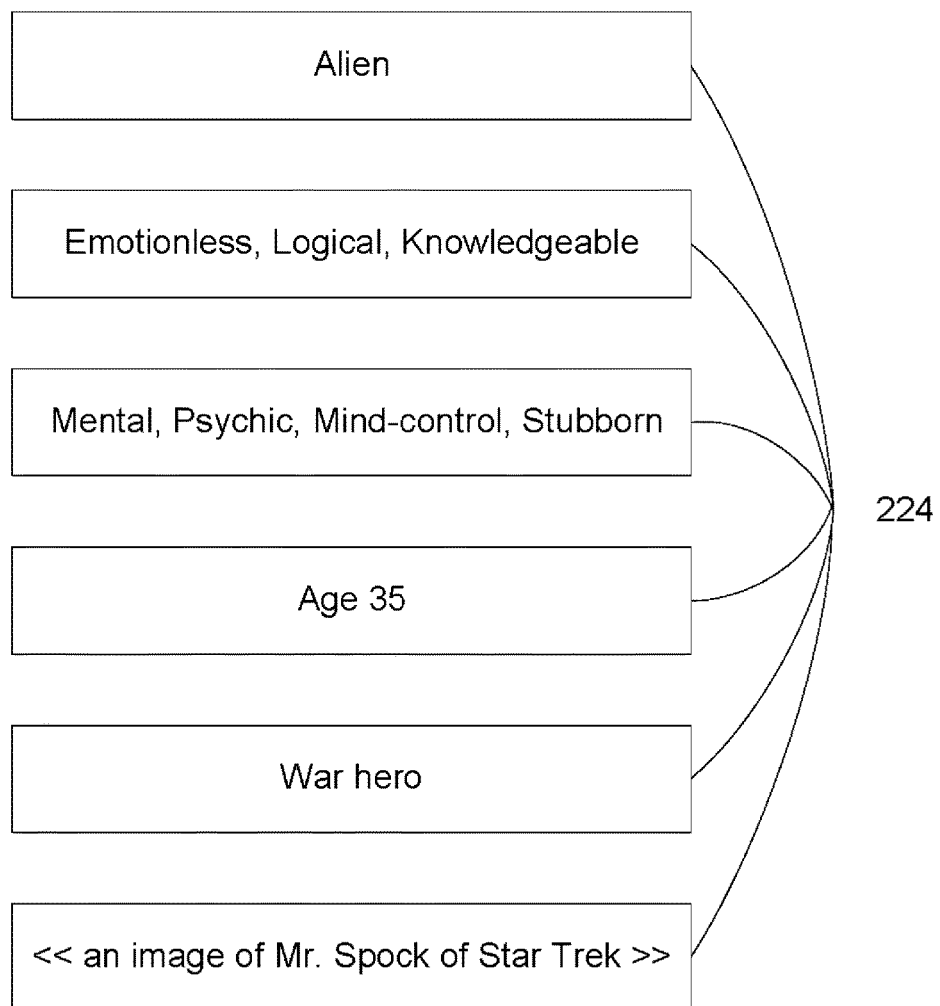 Alien
Emotionless, Logical, Knowledgeable
Mental, Psychic, Mind-control, Stubborn
224
Age 35
War hero
<< an image of Mr. Spock of Star Trek >>